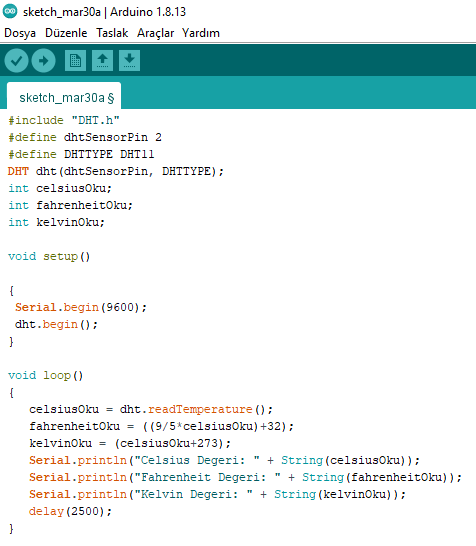 sketch_mar30a | Arduino 1.8.13
Dosya Düzenle Taslak Araçlar Yardım
sketch_mar30a §
#include "DHT.h"
#define dhtSensorPin 2
#define DHTTYPE DHT11
DHT dht(dhtSensorPin, DHTTYPE);
int celsiusOku;
int fahrenheitOku;
int kelvinOku;
void setup()
{
Serial.begin(9600);
dht.begin();
}
void loop()
{
celsiusOku = dht.readTemperature();
fahrenheitOku = ((9/5*celsiusOku)+32);
kelvinOku = (celsiusOku+273);
Serial.println("Celsius Degeri: " + String(celsiusOku));
Serial.println("Fahrenheit Degeri: " + String(fahrenheitOku));
Serial.println("Kelvin Degeri: " + String(kelvinOku));
delay(2500);
}